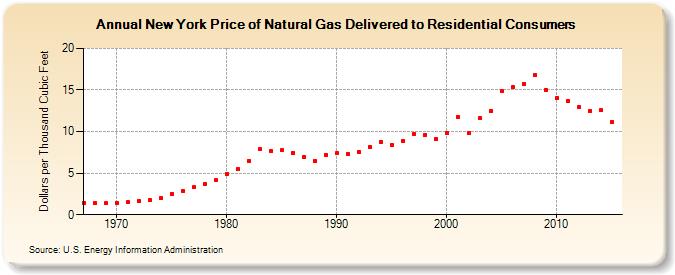 Annual New York Price of Natural Gas Delivered to Residential Consumers
Dollars per Thousand Cubic Feet
20
15
10
5
0
1970 1980 1990 2000 2010
Source: U.S. Energy Information Administration